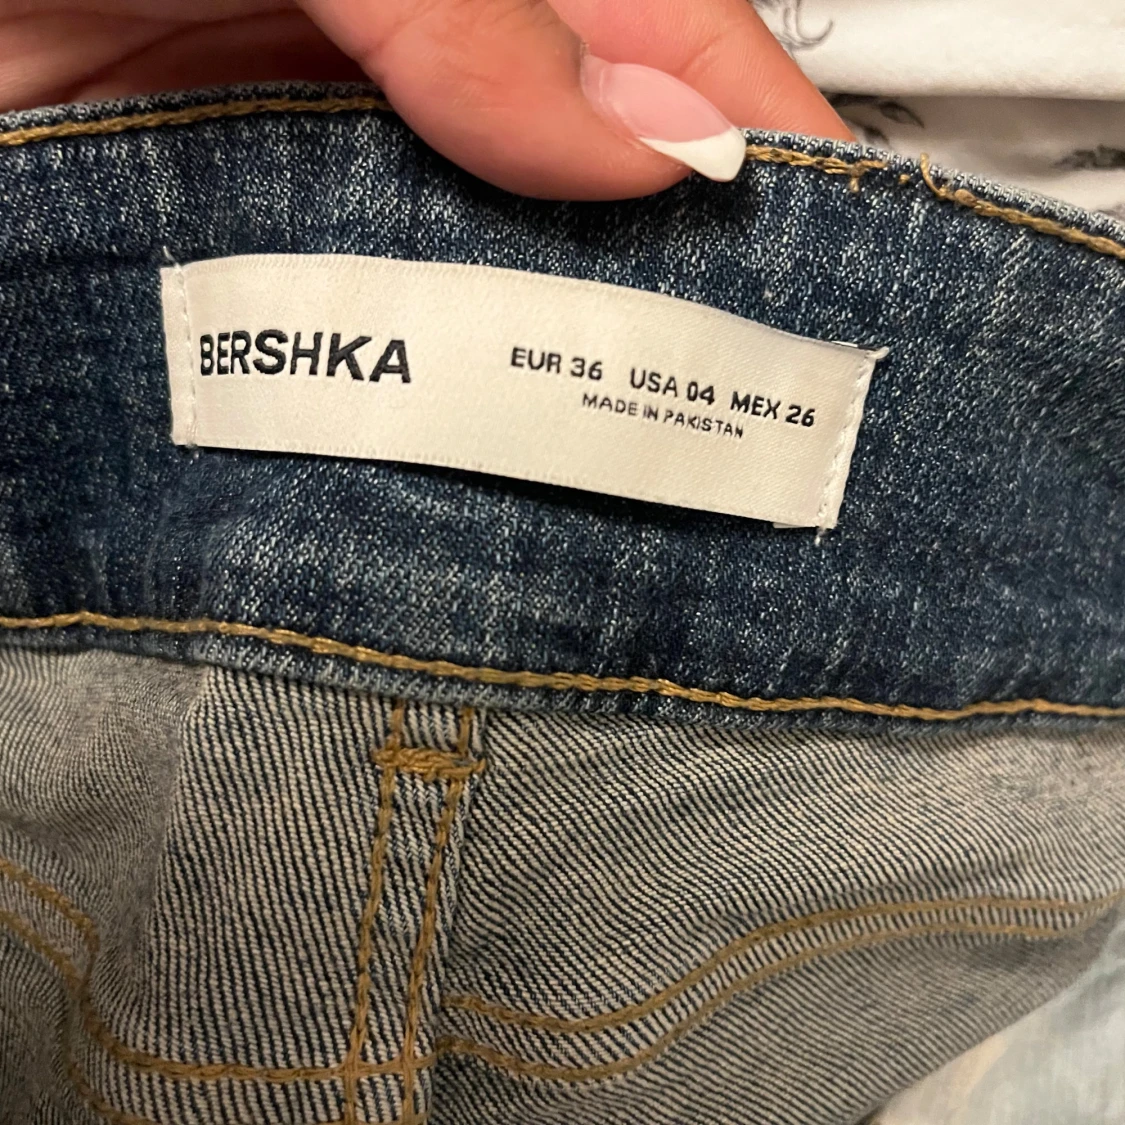 BERSHKA
EUR 36 USA 04 MEX 26
MADE IN PAKISTAN